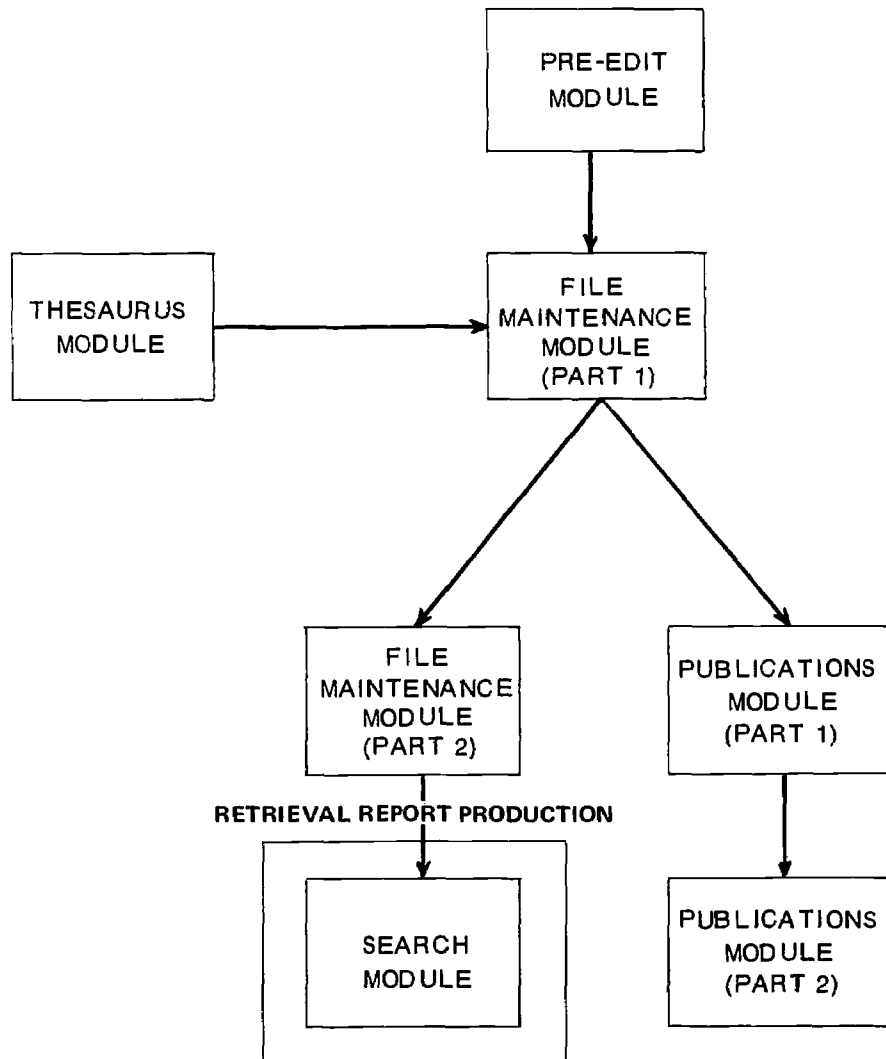 PRE-EDIT
MODULE
THESAURUS
MODULE
FILE
MAINTENANCE
MODULE
(PART 1)
FILE
MAINTENANCE
MODULE
(PART 2)
PUBLICATIONS
MODULE
(PART 1)
RETRIEVAL REPORT PRODUCTION
SEARCH
MODULE
PUBLICATIONS
MODULE
(PART 2)